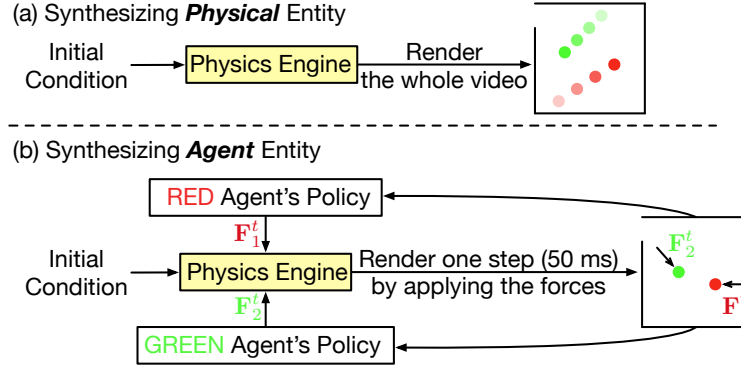 (a) Synthesizing Physical Entity
Initial
Condition
Physics Engine
Render
the whole video
(b) Synthesizing Agent Entity
RED Agent's Policy
F₁ᵗ
Initial
Condition
Physics Engine
Render one step (50 ms)
by applying the forces
F₂ᵗ
F₂ᵗ
F
GREEN Agent's Policy